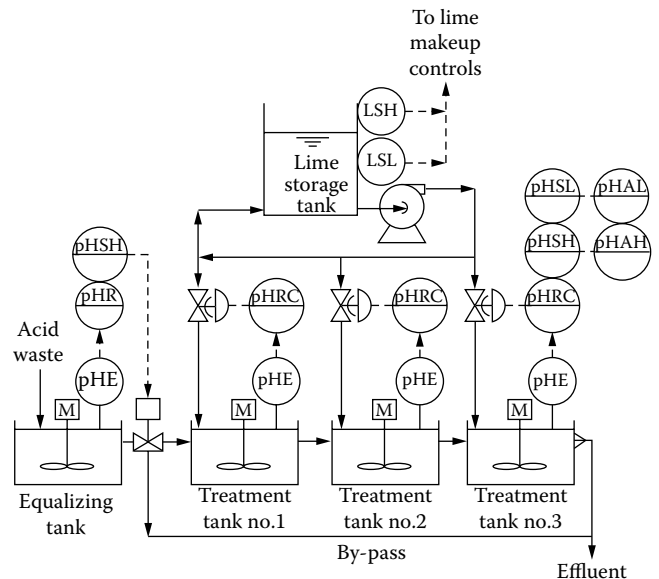 To lime
makeup
controls
LSH
LSL
Lime
storage
tank
pHSL
pHAL
pHSH
pHSH
pHAH
pHR
pHRC
pHRC
pHRC
Acid
waste
pHE
pHE
pHE
pHE
M
M
M
M
Equalizing
tank
Treatment
tank no.1
Treatment
tank no.2
Treatment
tank no.3
By-pass
Effluent